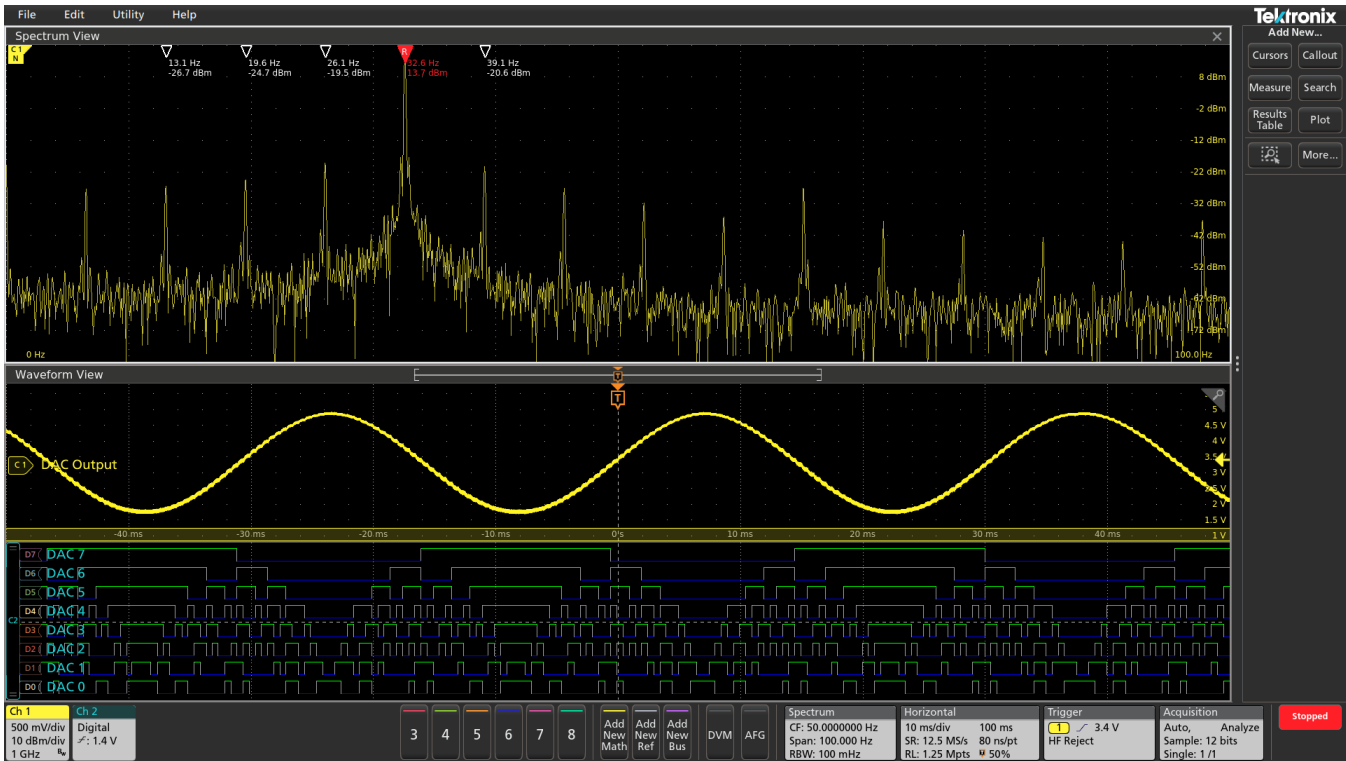 File Edit Utility Help
Tektronix
Spectrum View
Add New...
C 1
N
R
13.1 Hz 19.6 Hz 26.1 Hz 32.6 Hz 39.1 Hz
-26.7 dBm -24.7 dBm -19.5 dBm 13.7 dBm -20.6 dBm
Cursors Callout
Measure Search
Results Table Plot
More...
8 dBm
-2 dBm
-12 dBm
-22 dBm
-32 dBm
-42 dBm
-52 dBm
-62 dBm
-72 dBm
0 Hz 100.0 Hz
Waveform View
T
T
5
4.5 V
4 V
3.5 V
3 V
2.5 V
2 V
1.5 V
1 V
C 1 DAC Output
-40 ms -30 ms -20 ms -10 ms 0 s 10 ms 20 ms 30 ms 40 ms
C2
D7 DAC 7
D6 DAC 6
D5 DAC 5
D4 DAC 4
D3 DAC 3
D2 DAC 2
D1 DAC 1
D0 DAC 0
Ch 1
500 mV/div
10 dBm/div
1 GHz Bw
Ch 2
Digital
: 1.4 V
3 4 5 6 7 8
Add New Math
Add New Ref
Add New Bus
DVM
AFG
Spectrum
CF: 50.0000000 Hz
Span: 100.000 Hz
RBW: 100 mHz
Horizontal
10 ms/div 100 ms
SR: 12.5 MS/s 80 ns/pt
RL: 1.25 Mpts 50%
Trigger
1 3.4 V
HF Reject
Acquisition
Auto, Analyze
Sample: 12 bits
Single: 1 /1
Stopped